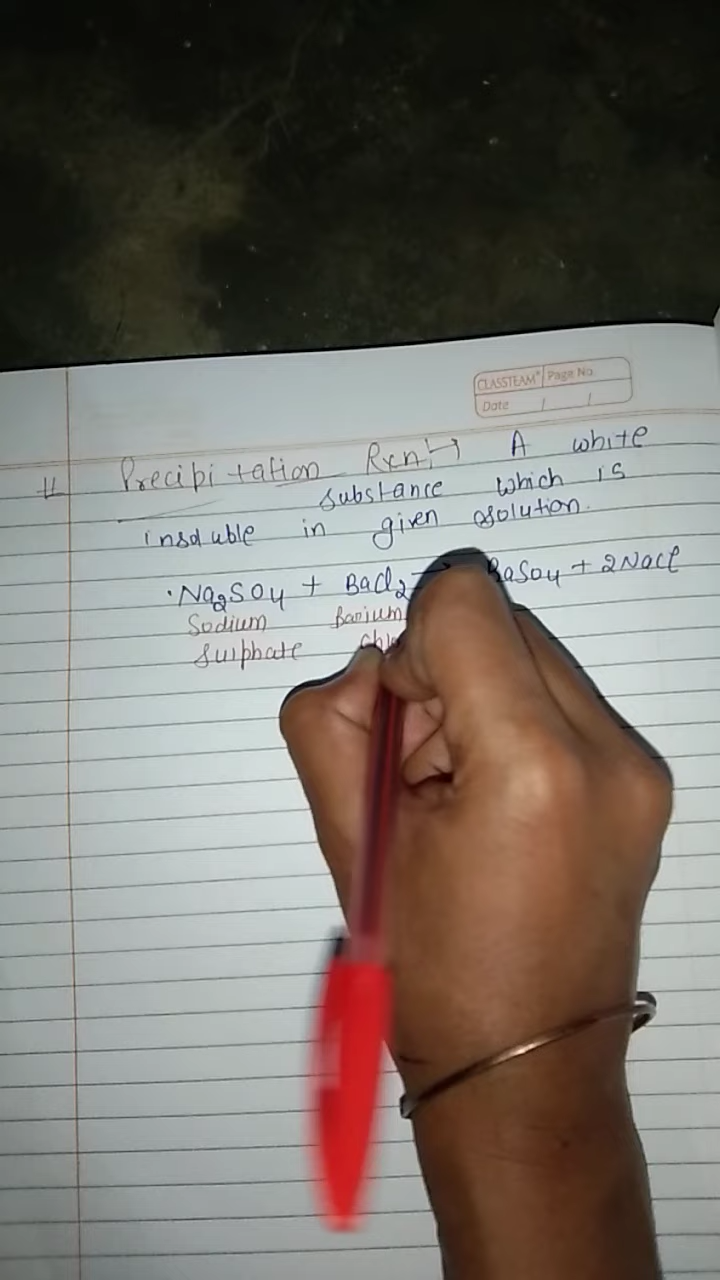 CLASSTEAM® Page No.
Date / /
Precipitation Rxn:→ A white
substance which is
insoluble in given solution.
·Na₂SO₄ + BaCl₂ → BaSO₄ + 2NaCl
Sodium Barium
Sulphate